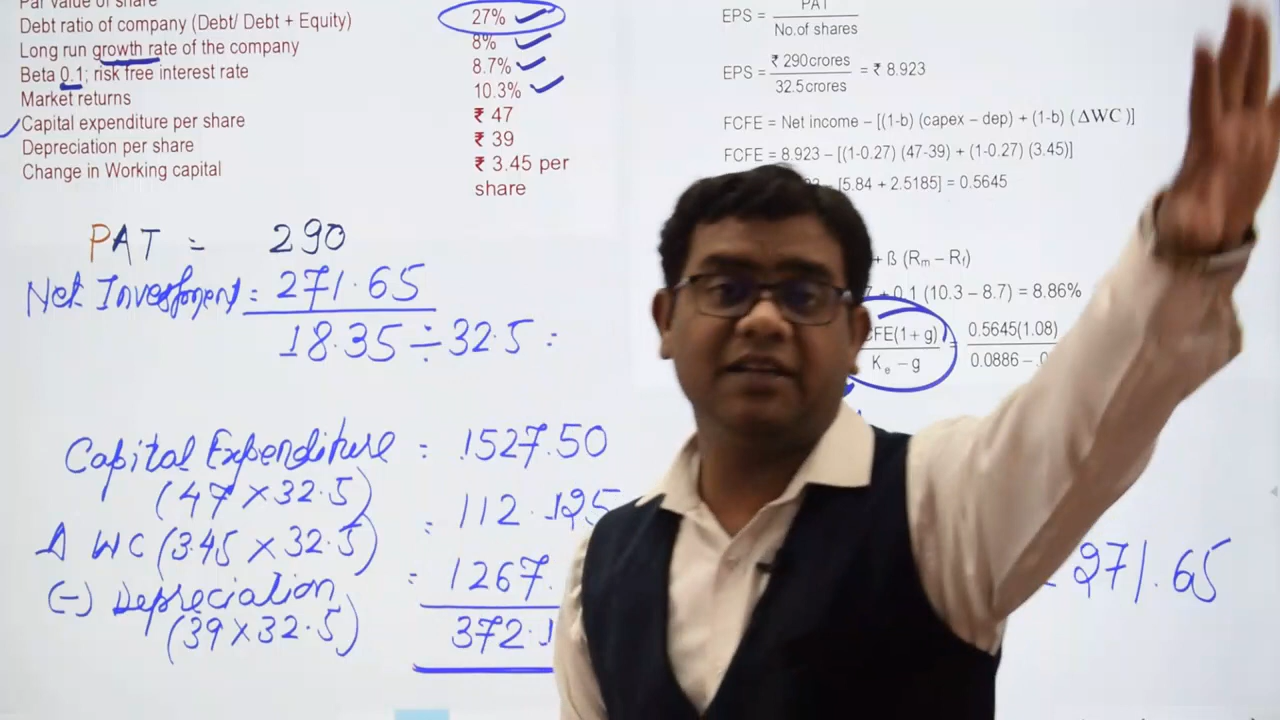 Par value of share
Debt ratio of company (Debt/ Debt + Equity) 27%
Long run growth rate of the company 8%
Beta 0.1; risk free interest rate 8.7%
Market returns 10.3%
Capital expenditure per share ₹ 47
Depreciation per share ₹ 39
Change in Working capital ₹ 3.45 per
share
PAT = 290
Net Investment = 271.65
18.35 ÷ 32.5 =
Capital Expenditure = 1527.50
(47 × 32.5)
Δ WC (3.45 × 32.5) = 112.125
(-) Depreciation = 1267.
(39 × 32.5) 372.1
EPS = PAT / No.of shares
EPS = ₹ 290crores / 32.5crores = ₹ 8.923
FCFE = Net income – [(1-b) (capex – dep) + (1-b) (ΔWC )]
FCFE = 8.923 – [(1-0.27) (47-39) + (1-0.27) (3.45)]
– [5.84 + 2.5185] = 0.5645
+ ß (Rm – Rf)
+ 0.1 (10.3 – 8.7) = 8.86%
FCFE(1+g) / Ke – g = 0.5645(1.08) / 0.0886 –
271.65